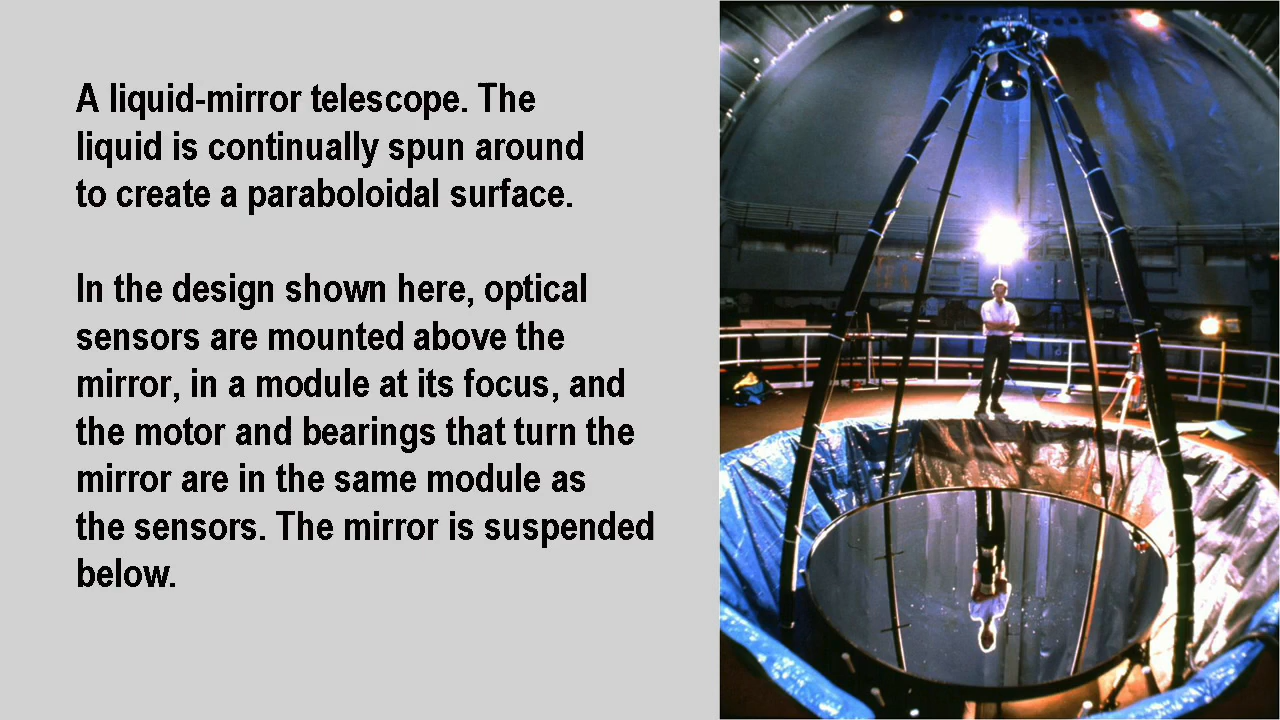 A liquid-mirror telescope. The
liquid is continually spun around
to create a paraboloidal surface.
In the design shown here, optical
sensors are mounted above the
mirror, in a module at its focus, and
the motor and bearings that turn the
mirror are in the same module as
the sensors. The mirror is suspended
below.